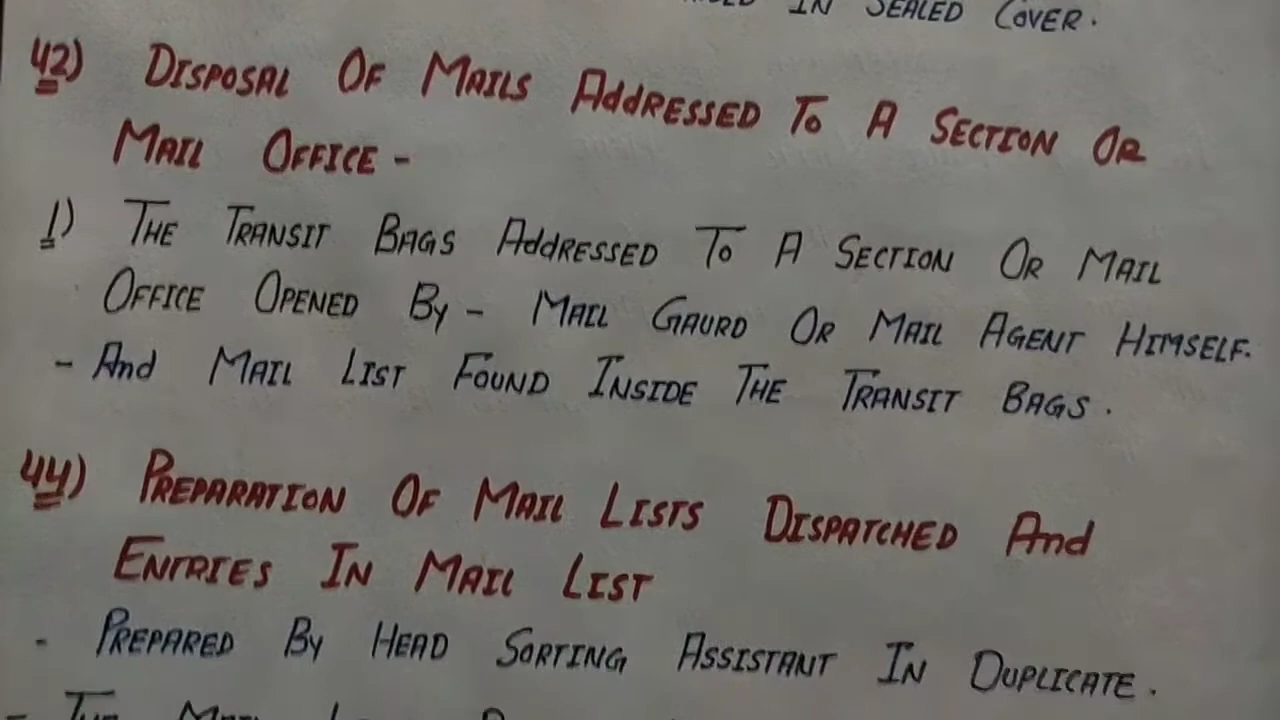 IN SEALED COVER.
42) DISPOSAL OF MAILS ADDRESSED TO A SECTION OR
MAIL OFFICE -
1) THE TRANSIT BAGS ADDRESSED TO A SECTION OR MAIL
OFFICE OPENED BY - MAIL GAURD OR MAIL AGENT HIMSELF.
- AND MAIL LIST FOUND INSIDE THE TRANSIT BAGS.
44) PREPARATION OF MAIL LISTS DISPATCHED AND
ENTRIES IN MAIL LIST
- PREPARED BY HEAD SORTING ASSISTANT IN DUPLICATE.
- THE MAIL